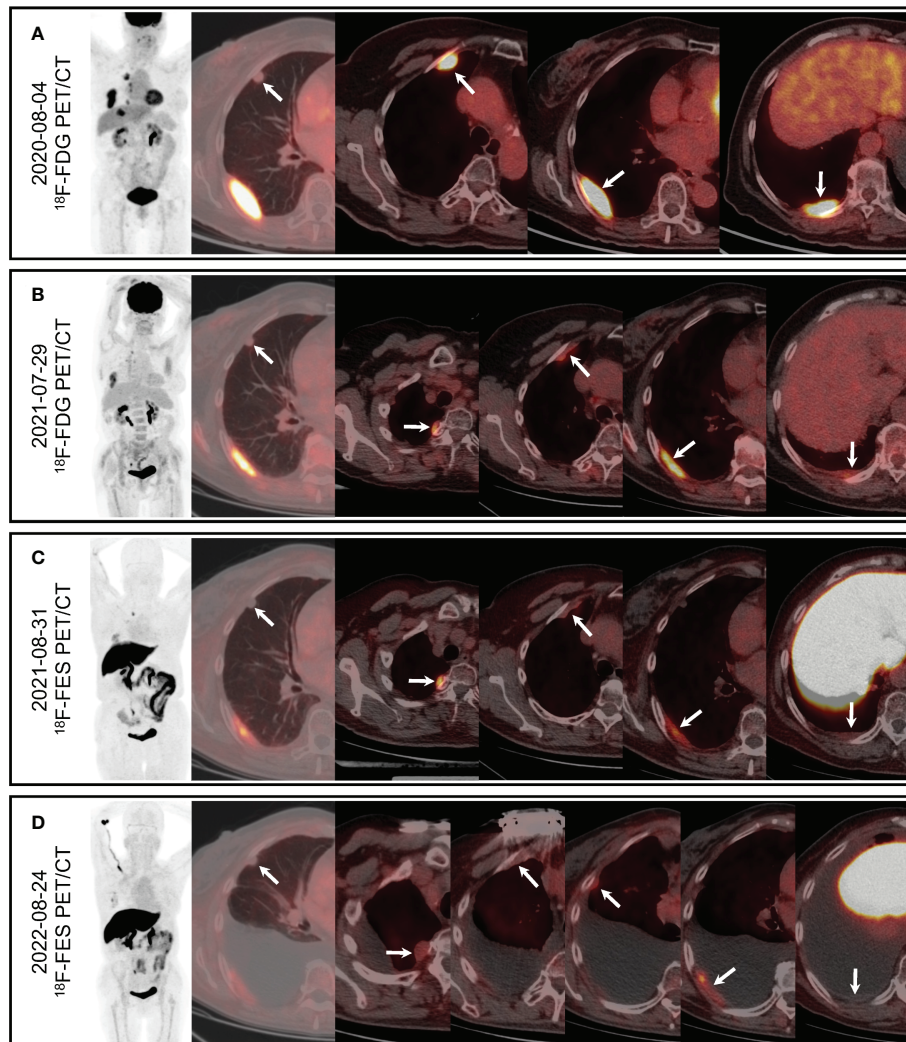 A
2020-08-04
¹⁸F-FDG PET/CT
B
2021-07-29
¹⁸F-FDG PET/CT
C
2021-08-31
¹⁸F-FES PET/CT
D
2022-08-24
¹⁸F-FES PET/CT